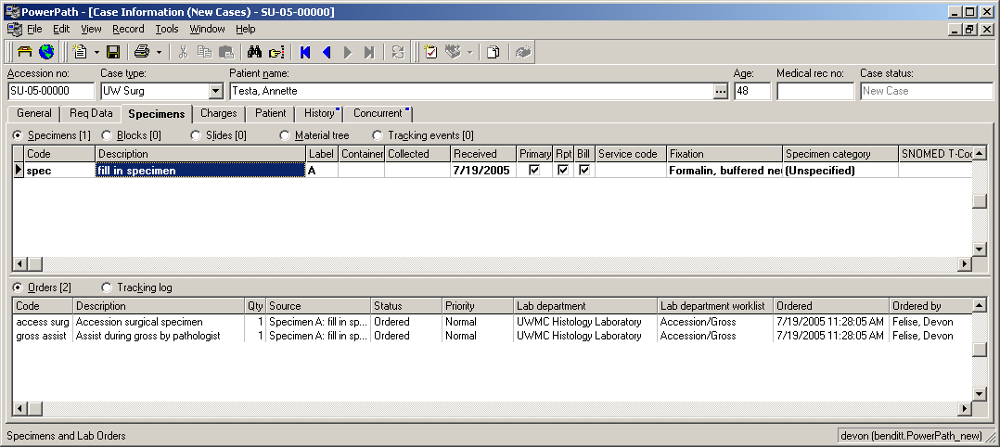 PowerPath - [Case Information (New Cases) - SU-05-00000]
File Edit View Record Tools Window Help
Accession no: Case type: Patient name: Age: Medical rec no: Case status:
SU-05-00000 UW Surg Testa, Annette ... 48 New Case
General Req Data Specimens Charges Patient History Concurrent
Specimens [1] Blocks [0] Slides [0] Material tree Tracking events [0]
Code Description Label Container Collected Received Primary Rpt Bill Service code Fixation Specimen category SNOMED T-Coc
spec fill in specimen A 7/19/2005 Formalin, buffered neu (Unspecified)
Orders [2] Tracking log
Code Description Qty Source Status Priority Lab department Lab department worklist Ordered Ordered by
access surg Accession surgical specimen 1 Specimen A: fill in sp... Ordered Normal UWMC Histology Laboratory Accession/Gross 7/19/2005 11:28:05 AM Felise, Devon
gross assist Assist during gross by pathologist 1 Specimen A: fill in sp... Ordered Normal UWMC Histology Laboratory Accession/Gross 7/19/2005 11:28:05 AM Felise, Devon
Specimens and Lab Orders devon (benditt.PowerPath_new)